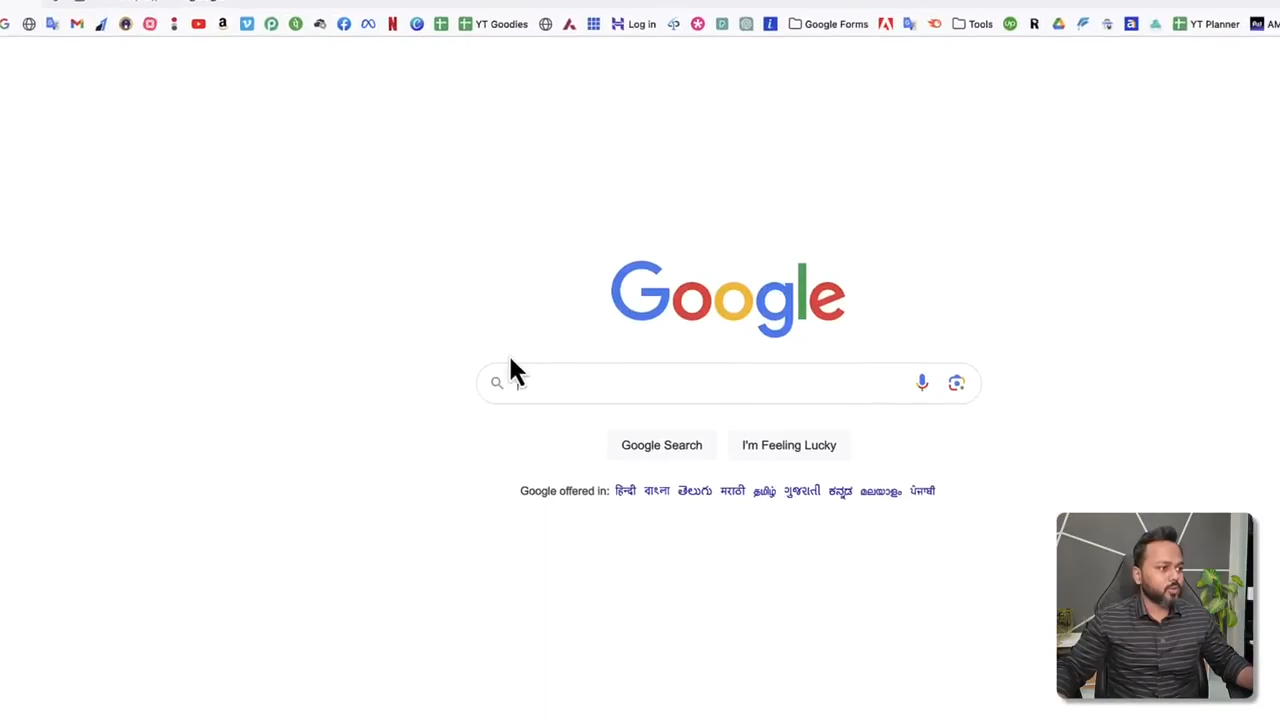 YT Goodies Log in Google Forms Tools YT Planner AM
Google
Google Search I'm Feeling Lucky
Google offered in: हिन्दी বাংলা తెలుగు मराठी தமிழ் ગુજરાતી ಕನ್ನಡ മലയാളം ਪੰਜਾਬੀ